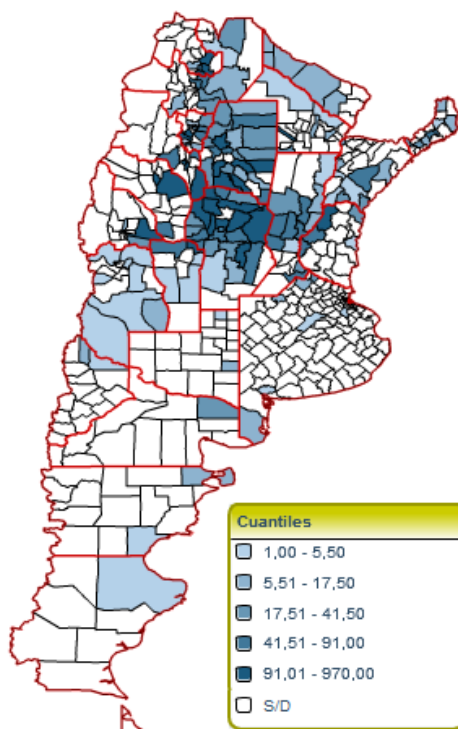 Cuantiles
1,00 - 5,50
5,51 - 17,50
17,51 - 41,50
41,51 - 91,00
91,01 - 970,00
S/D